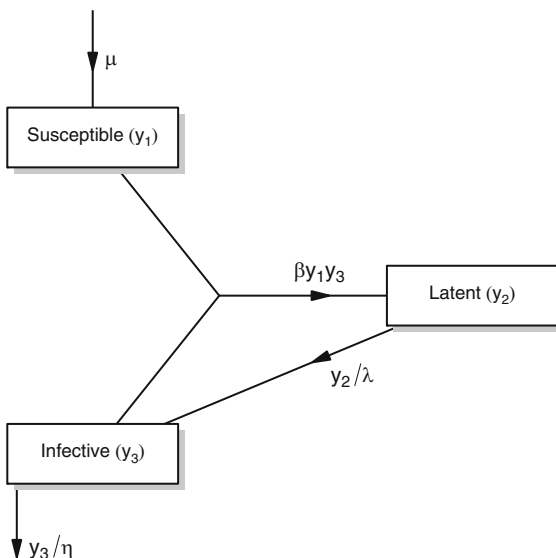 μ
Susceptible (y₁)
βy₁y₃
Latent (y₂)
y₂/λ
Infective (y₃)
y₃/η